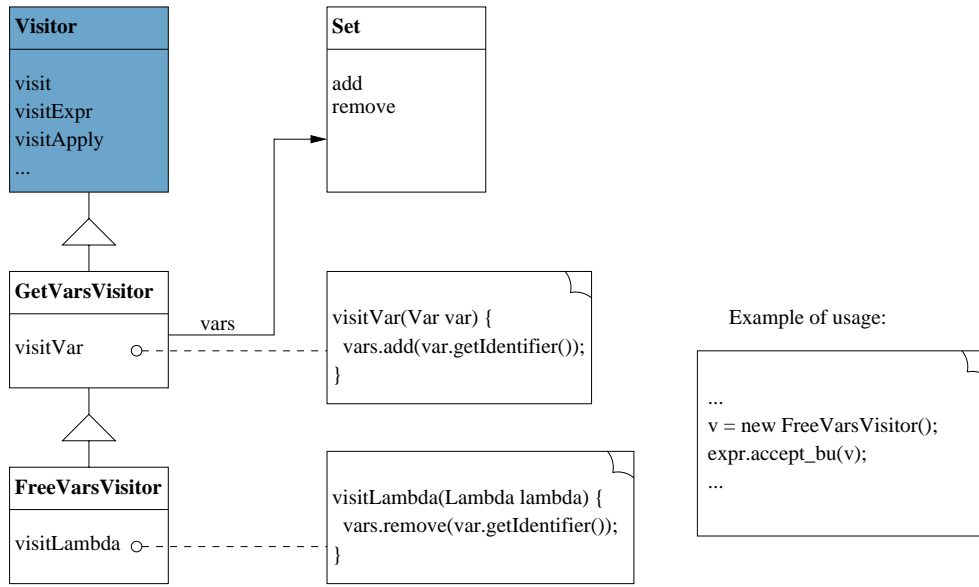 Visitor
visit
visitExpr
visitApply
...
Set
add
remove
GetVarsVisitor
visitVar
vars
visitVar(Var var) {
vars.add(var.getIdentifier());
}
FreeVarsVisitor
visitLambda
visitLambda(Lambda lambda) {
vars.remove(var.getIdentifier());
}
Example of usage:
...
v = new FreeVarsVisitor();
expr.accept_bu(v);
...